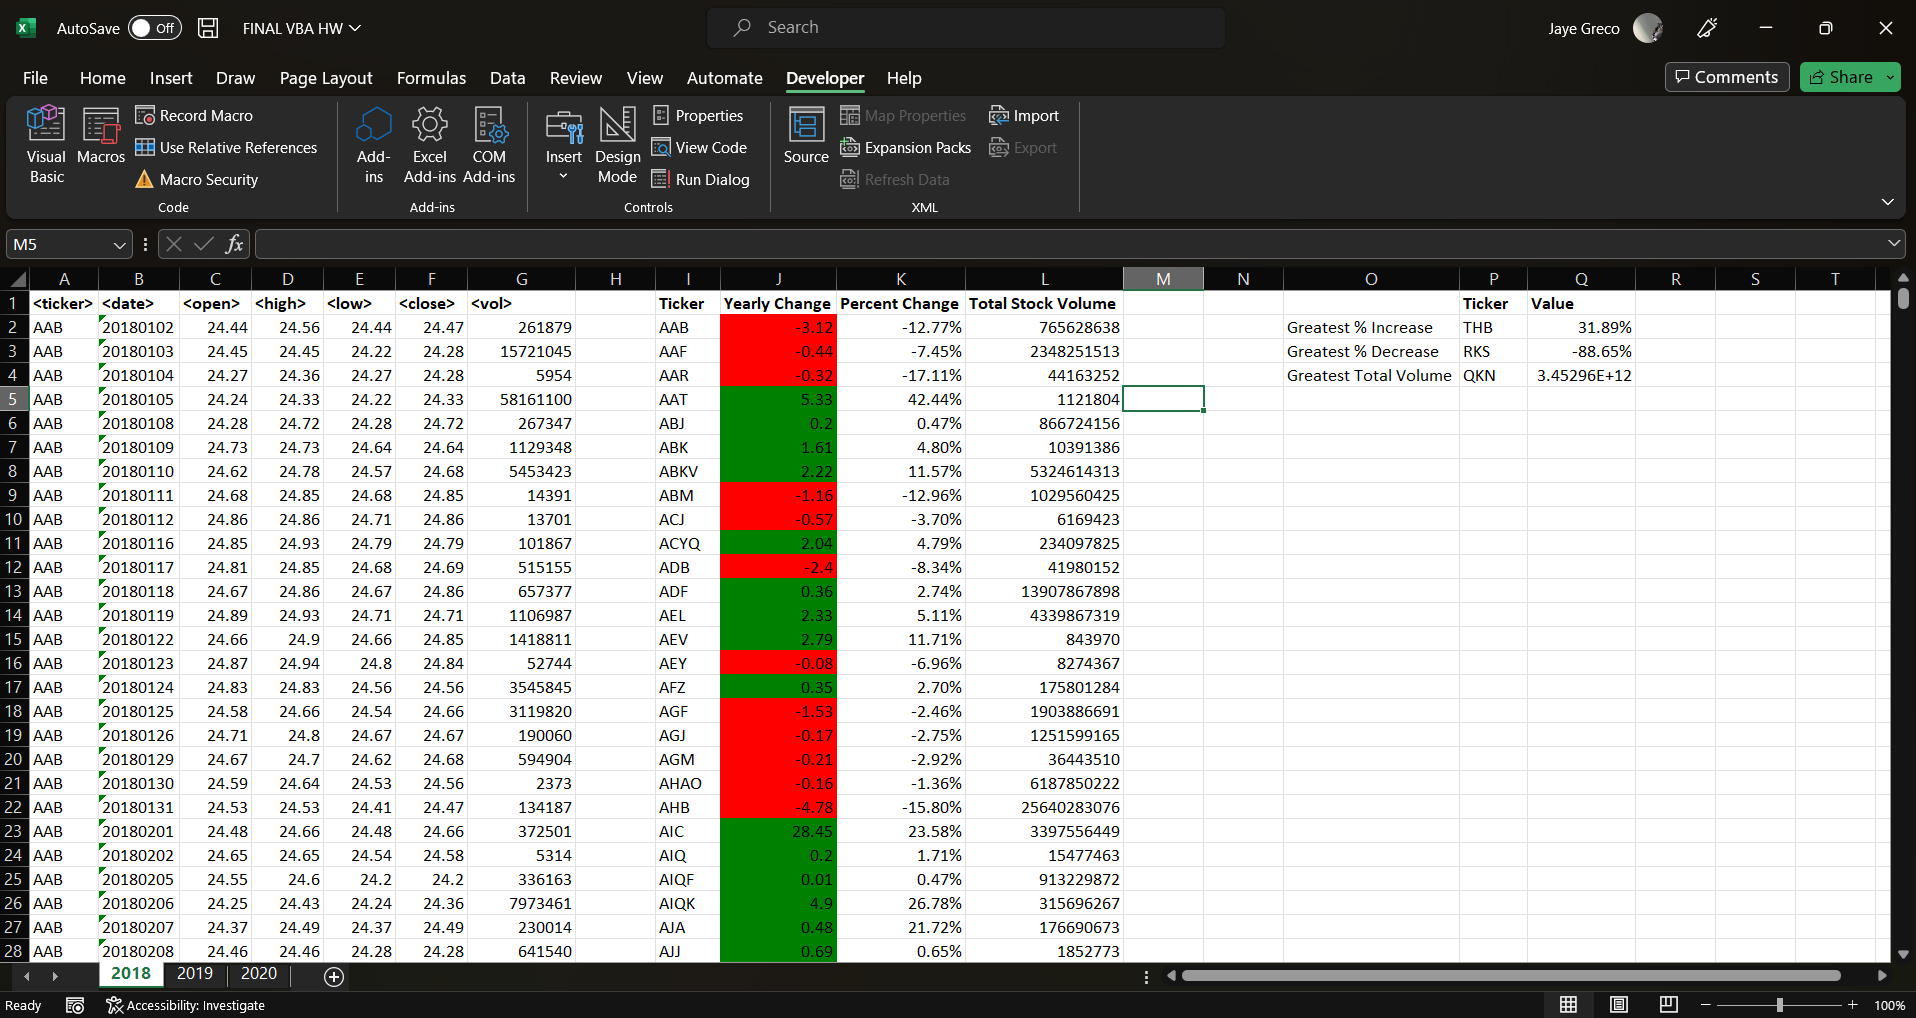 AutoSave Off FINAL VBA HW Search Jaye Greco
File Home Insert Draw Page Layout Formulas Data Review View Automate Developer Help Comments Share
Visual Basic Macros Record Macro Use Relative References Macro Security Code
Add-ins Excel Add-ins COM Add-ins Add-ins
Insert Design Mode Properties View Code Run Dialog Controls
Source Map Properties Expansion Packs Refresh Data Import Export XML
M5 fx
A B C D E F G H I J K L M N O P Q R S T
1 <ticker> <date> <open> <high> <low> <close> <vol> Ticker Yearly Change Percent Change Total Stock Volume Ticker Value
2 AAB 20180102 24.44 24.56 24.44 24.47 261879 AAB -3.12 -12.77% 765628638 Greatest % Increase THB 31.89%
3 AAB 20180103 24.45 24.45 24.22 24.28 15721045 AAF -0.44 -7.45% 2348251513 Greatest % Decrease RKS -88.65%
4 AAB 20180104 24.27 24.36 24.27 24.28 5954 AAR -0.32 -17.11% 44163252 Greatest Total Volume QKN 3.45296E+12
5 AAB 20180105 24.24 24.33 24.22 24.33 58161100 AAT 5.33 42.44% 1121804
6 AAB 20180108 24.28 24.72 24.28 24.72 267347 ABJ 0.2 0.47% 866724156
7 AAB 20180109 24.73 24.73 24.64 24.64 1129348 ABK 1.61 4.80% 10391386
8 AAB 20180110 24.62 24.78 24.57 24.68 5453423 ABKV 2.22 11.57% 5324614313
9 AAB 20180111 24.68 24.85 24.68 24.85 14391 ABM -1.16 -12.96% 1029560425
10 AAB 20180112 24.86 24.86 24.71 24.86 13701 ACJ -0.57 -3.70% 6169423
11 AAB 20180116 24.85 24.93 24.79 24.79 101867 ACYQ 2.04 4.79% 234097825
12 AAB 20180117 24.81 24.85 24.68 24.69 515155 ADB -2.4 -8.34% 41980152
13 AAB 20180118 24.67 24.86 24.67 24.86 657377 ADF 0.36 2.74% 13907867898
14 AAB 20180119 24.89 24.93 24.71 24.71 1106987 AEL 2.33 5.11% 4339867319
15 AAB 20180122 24.66 24.9 24.66 24.85 1418811 AEV 2.79 11.71% 843970
16 AAB 20180123 24.87 24.94 24.8 24.84 52744 AEY -0.08 -6.96% 8274367
17 AAB 20180124 24.83 24.83 24.56 24.56 3545845 AFZ 0.35 2.70% 175801284
18 AAB 20180125 24.58 24.66 24.54 24.66 3119820 AGF -1.53 -2.46% 1903886691
19 AAB 20180126 24.71 24.8 24.67 24.67 190060 AGJ -0.17 -2.75% 1251599165
20 AAB 20180129 24.67 24.7 24.62 24.68 594904 AGM -0.21 -2.92% 36443510
21 AAB 20180130 24.59 24.64 24.53 24.56 2373 AHAO -0.16 -1.36% 6187850222
22 AAB 20180131 24.53 24.53 24.41 24.47 134187 AHB -4.78 -15.80% 25640283076
23 AAB 20180201 24.48 24.66 24.48 24.66 372501 AIC 28.45 23.58% 3397556449
24 AAB 20180202 24.65 24.65 24.54 24.58 5314 AIQ 0.2 1.71% 15477463
25 AAB 20180205 24.55 24.6 24.2 24.2 336163 AIQF 0.01 0.47% 913229872
26 AAB 20180206 24.25 24.43 24.24 24.36 7973461 AIQK 4.9 26.78% 315696267
27 AAB 20180207 24.37 24.49 24.37 24.49 230014 AJA 0.48 21.72% 176690673
28 AAB 20180208 24.46 24.46 24.28 24.28 641540 AJJ 0.69 0.65% 1852773
2018 2019 2020
Ready Accessibility: Investigate 100%